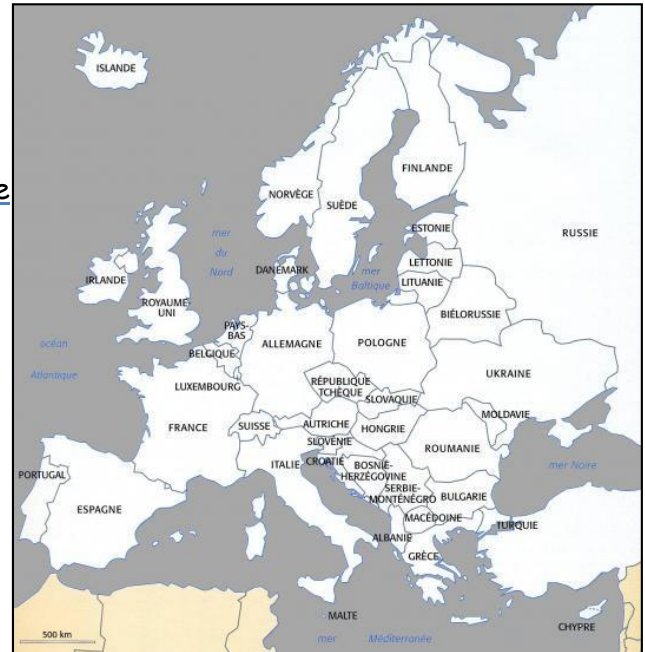 ISLANDE
FINLANDE
NORVÈGE
SUÈDE
e
RUSSIE
ESTONIE
mer
du
Nord
LETTONIE
DANEMARK
mer
Baltique
LITUANIE
IRLANDE
ROYAUME-
UNI
BIÉLORUSSIE
PAYS-
BAS
océan
Atlantique
ALLEMAGNE
POLOGNE
BELGIQUE
UKRAINE
LUXEMBOURG
RÉPUBLIQUE
TCHÈQUE
SLOVAQUIE
MOLDAVIE
FRANCE
SUISSE
AUTRICHE
HONGRIE
SLOVÉNIE
ROUMANIE
ITALIE
CROATIE
BOSNIE-
HERZÉGOVINE
mer Noire
PORTUGAL
SERBIE-
MONTÉNÉGRO
BULGARIE
ESPAGNE
MACÉDOINE
TURQUIE
ALBANIE
GRÈCE
MALTE
CHYPRE
500 km
mer
Méditerranée